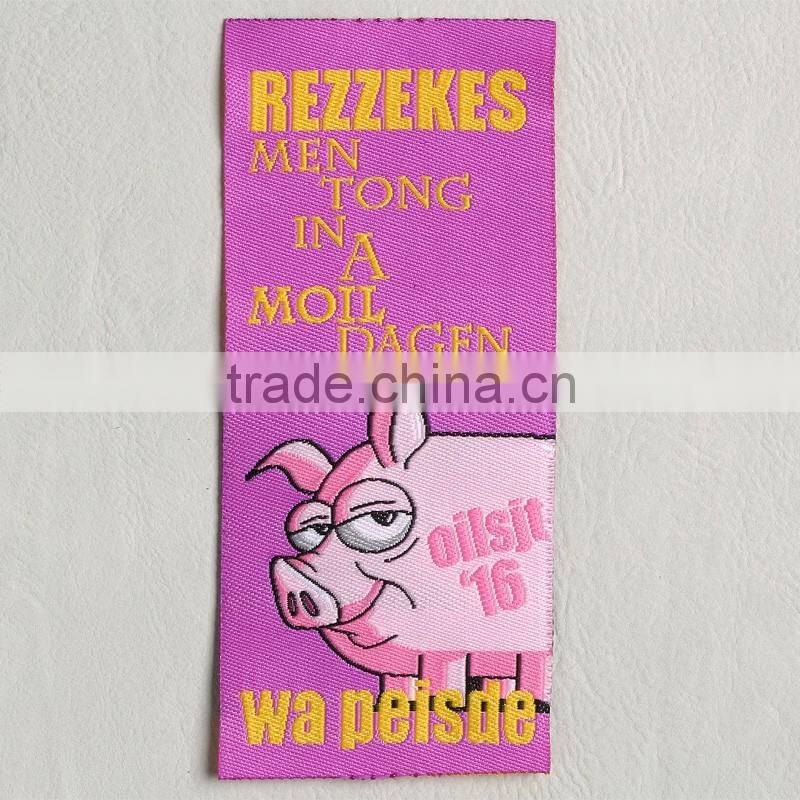 REZZEKES
MEN
TONG
IN
A
MOIL
DAGEN
trade.china.cn
oilsjt
'16
wa peisde